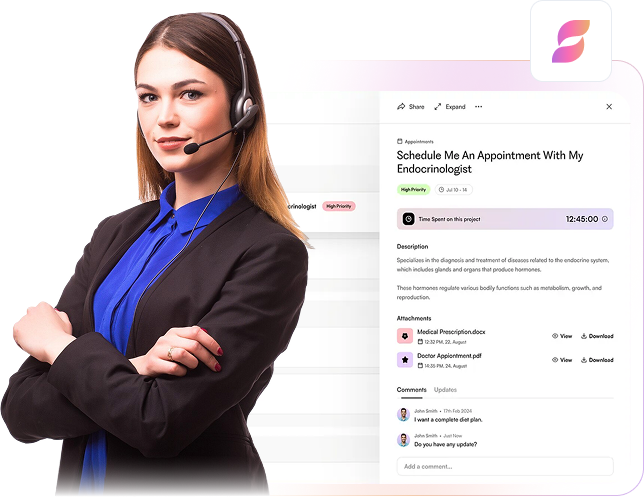 Share Expand
Appointments
Schedule Me An Appointment With My
Endocrinologist
High Priority Jul 10 - 14
crinologist High Priority
Time Spent on this project 12:45:00
Description
Specializes in the diagnosis and treatment of diseases related to the endocrine system,
which includes glands and organs that produce hormones.
These hormones regulate various bodily functions such as metabolism, growth, and
reproduction.
Attachments
Medical Prescription.docx
12:32 PM, 22, August
View Download
Doctor Appiontment.pdf
14:35 PM, 24, August
View Download
Comments Updates
John Smith • 17th Feb 2024
I want a complete diet plan.
John Smith • Just Now
Do you have any update?
Add a comment...